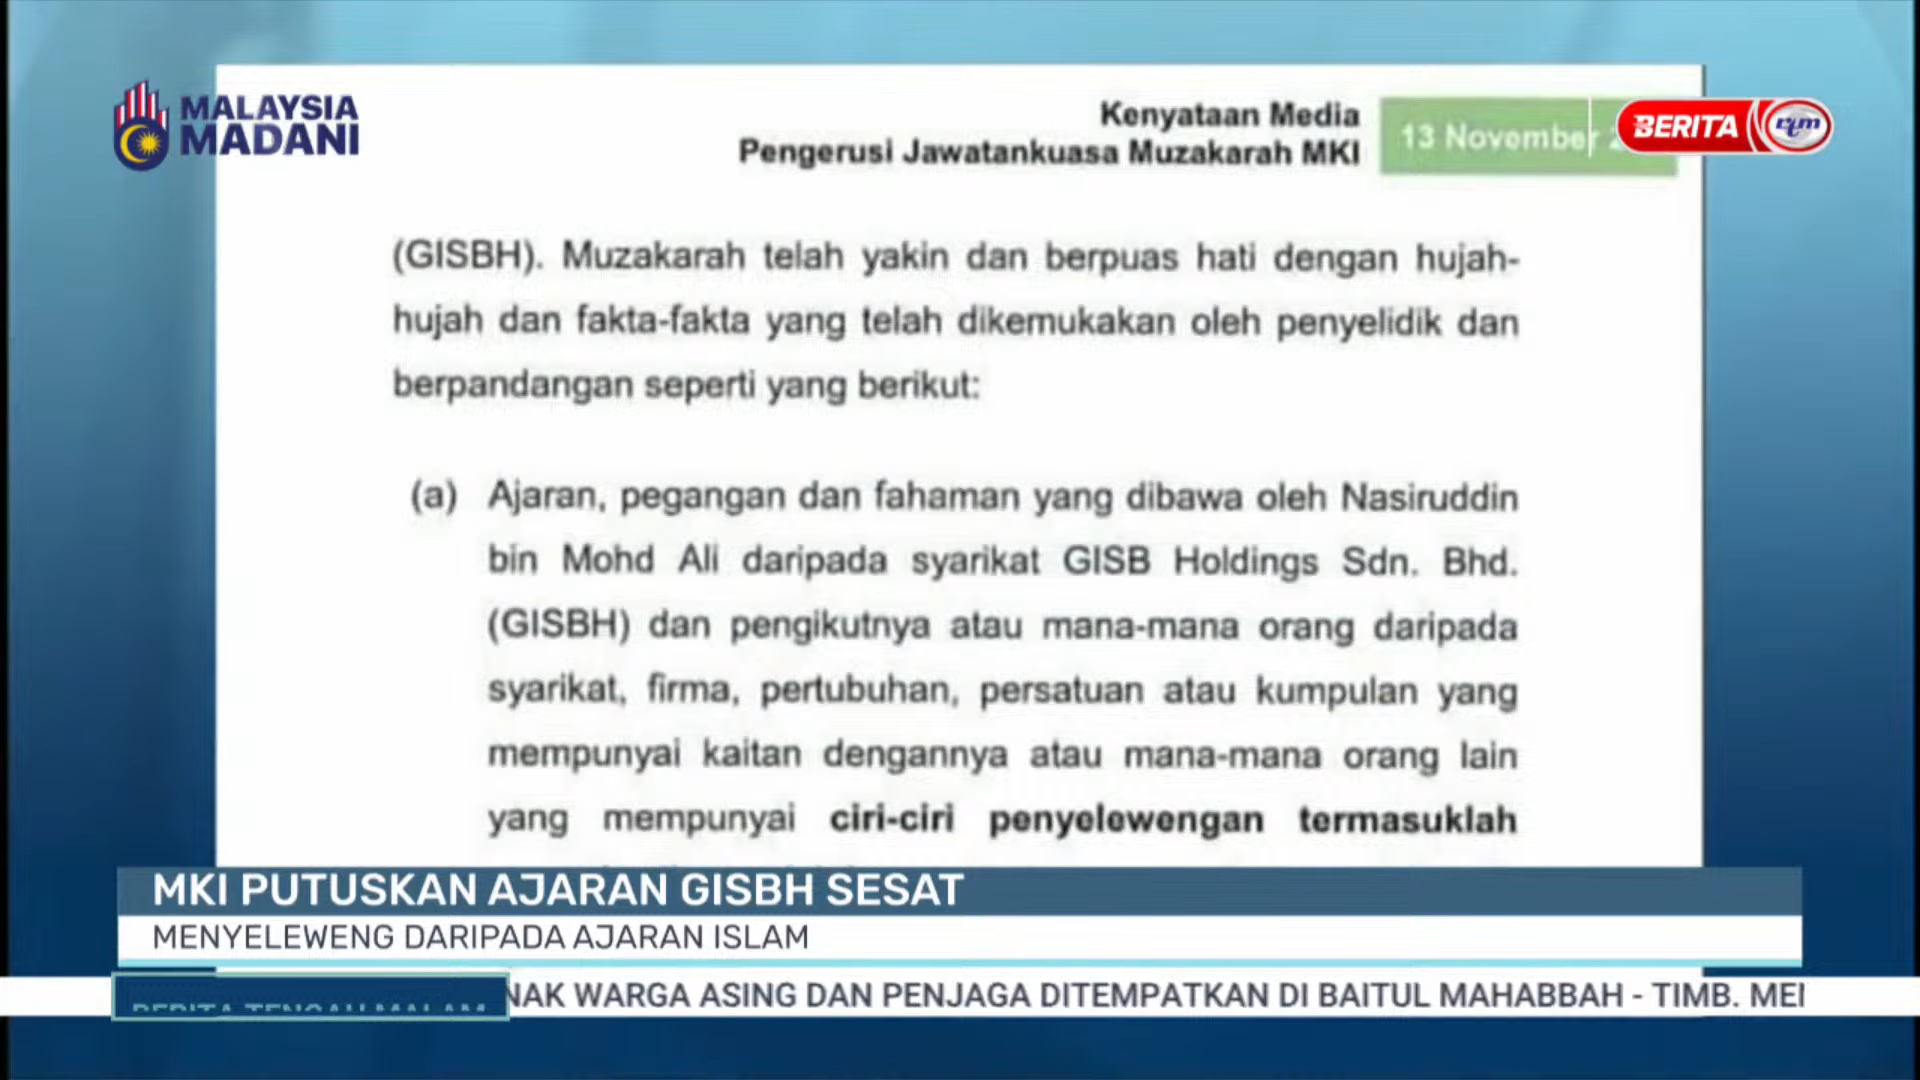 MALAYSIA
MADANI
Kenyataan Media
Pengerusi Jawatankuasa Muzakarah MKI
13 November
BERITA rtm
(GISBH). Muzakarah telah yakin dan berpuas hati dengan hujah-
hujah dan fakta-fakta yang telah dikemukakan oleh penyelidik dan
berpandangan seperti yang berikut:
(a) Ajaran, pegangan dan fahaman yang dibawa oleh Nasiruddin
bin Mohd Ali daripada syarikat GISB Holdings Sdn. Bhd.
(GISBH) dan pengikutnya atau mana-mana orang daripada
syarikat, firma, pertubuhan, persatuan atau kumpulan yang
mempunyai kaitan dengannya atau mana-mana orang lain
yang mempunyai ciri-ciri penyelewengan termasuklah
MKI PUTUSKAN AJARAN GISBH SESAT
MENYELEWENG DARIPADA AJARAN ISLAM
BERITA TENGAH MALAM
NAK WARGA ASING DAN PENJAGA DITEMPATKAN DI BAITUL MAHABBAH - TIMB. MEI